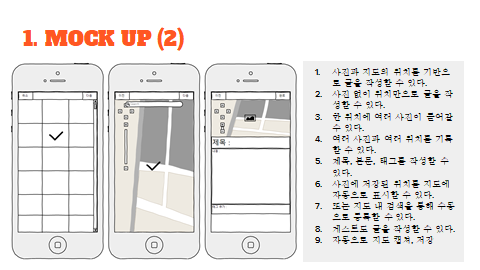 1. MOCK UP (2)
제목 :
1. 사진과 지도의 위치를 기반으
로 글을 작성할 수 있다.
2. 사진 없이 위치만으로 글을 작
성할 수 있다.
3. 한 위치에 여러 사진이 들어갈
수 있다.
4. 여러 사진과 여러 위치를 기록
할 수 있다.
5. 제목, 본문, 태그를 작성할 수
있다.
6. 사진에 저장된 위치를 지도에
자동으로 표시할 수 있다.
7. 또는 지도 내 검색을 통해 수동
으로 등록할 수 있다.
8. 게스트도 글을 작성할 수 있다.
9. 자동으로 지도 캡쳐, 저장